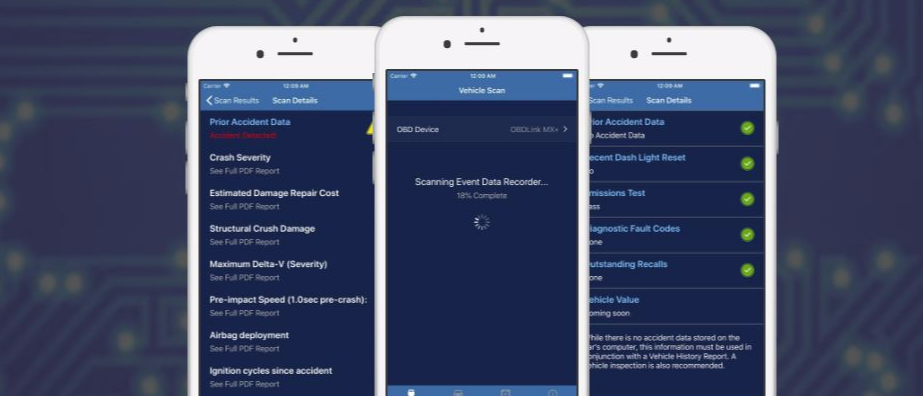 Carrier
12:09 AM
Scan Results
Scan Details
Prior Accident Data
Accident Detected!
Crash Severity
See Full PDF Report
Estimated Damage Repair Cost
See Full PDF Report
Structural Crush Damage
See Full PDF Report
Maximum Delta-V (Severity)
See Full PDF Report
Pre-impact Speed (1.0sec pre-crash):
See Full PDF Report
Airbag deployment
See Full PDF Report
Ignition cycles since accident
See Full PDF Report
Carrier
12:09 AM
Vehicle Scan
OBD Device
OBDLink MX+
Scanning Event Data Recorder...
18% Complete
12:09 AM
Scan Results
Scan Details
rior Accident Data
Accident Data
ecent Dash Light Reset
o
missions Test
ass
iagnostic Fault Codes
one
utstanding Recalls
one
ehicle Value
oming soon
hile there is no accident data stored on the
ar's computer, this information must be used in
onjunction with a Vehicle History Report. A
ehicle inspection is also recommended.